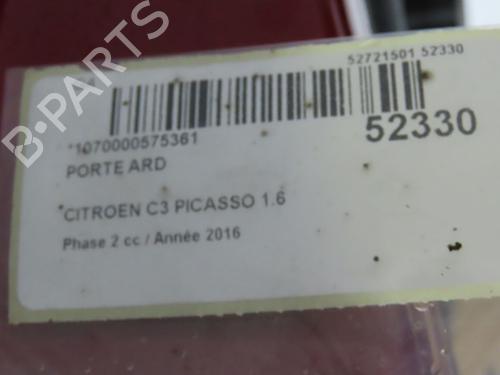 52721501 52330
*1070000575361
52330
PORTE ARD
*CITROEN C3 PICASSO 1.6
Phase 2 cc / Année 2016
B-PARTS